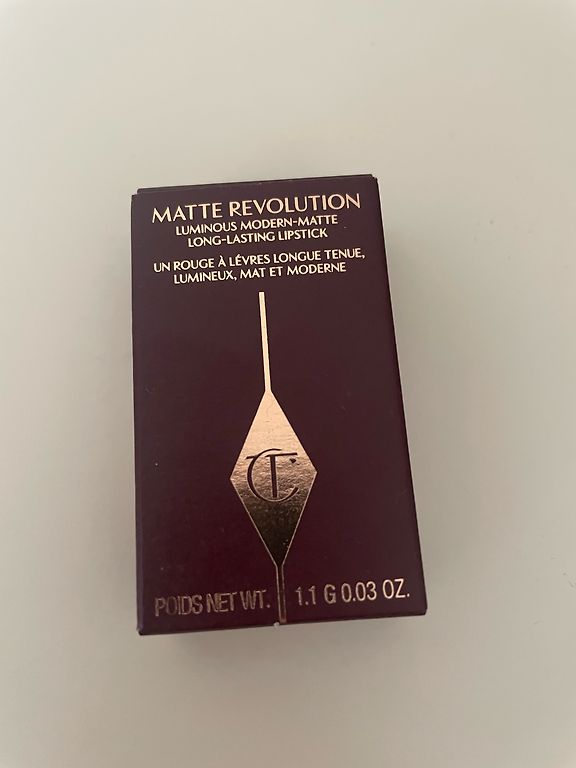 MATTE REVOLUTION
LUMINOUS MODERN-MATTE
LONG-LASTING LIPSTICK
UN ROUGE À LÉVRES LONGUE TENUE,
LUMINEUX, MAT ET MODERNE
CT
POIDS NET WT. 1.1 G 0.03 OZ.